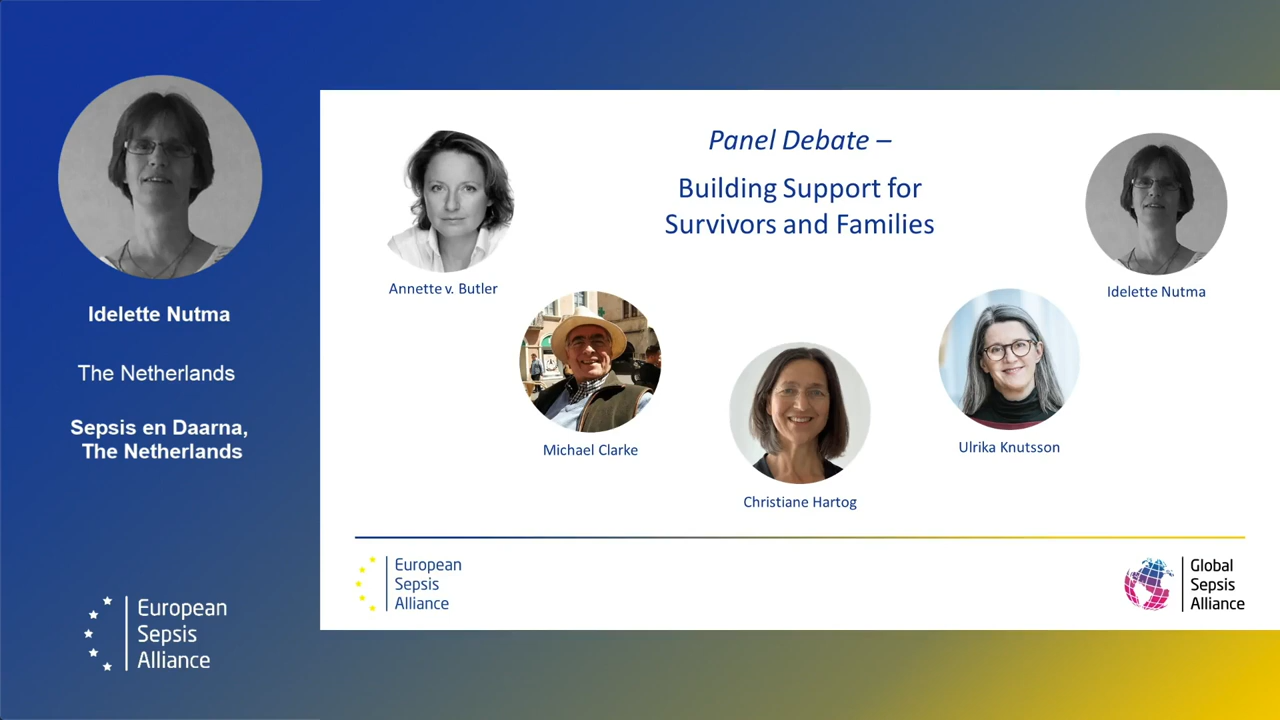 Idelette Nutma
The Netherlands
Sepsis en Daarna,
The Netherlands
European
Sepsis
Alliance
Panel Debate –
Building Support for
Survivors and Families
Annette v. Butler
Michael Clarke
Christiane Hartog
Ulrika Knutsson
Idelette Nutma
European
Sepsis
Alliance
Global
Sepsis
Alliance